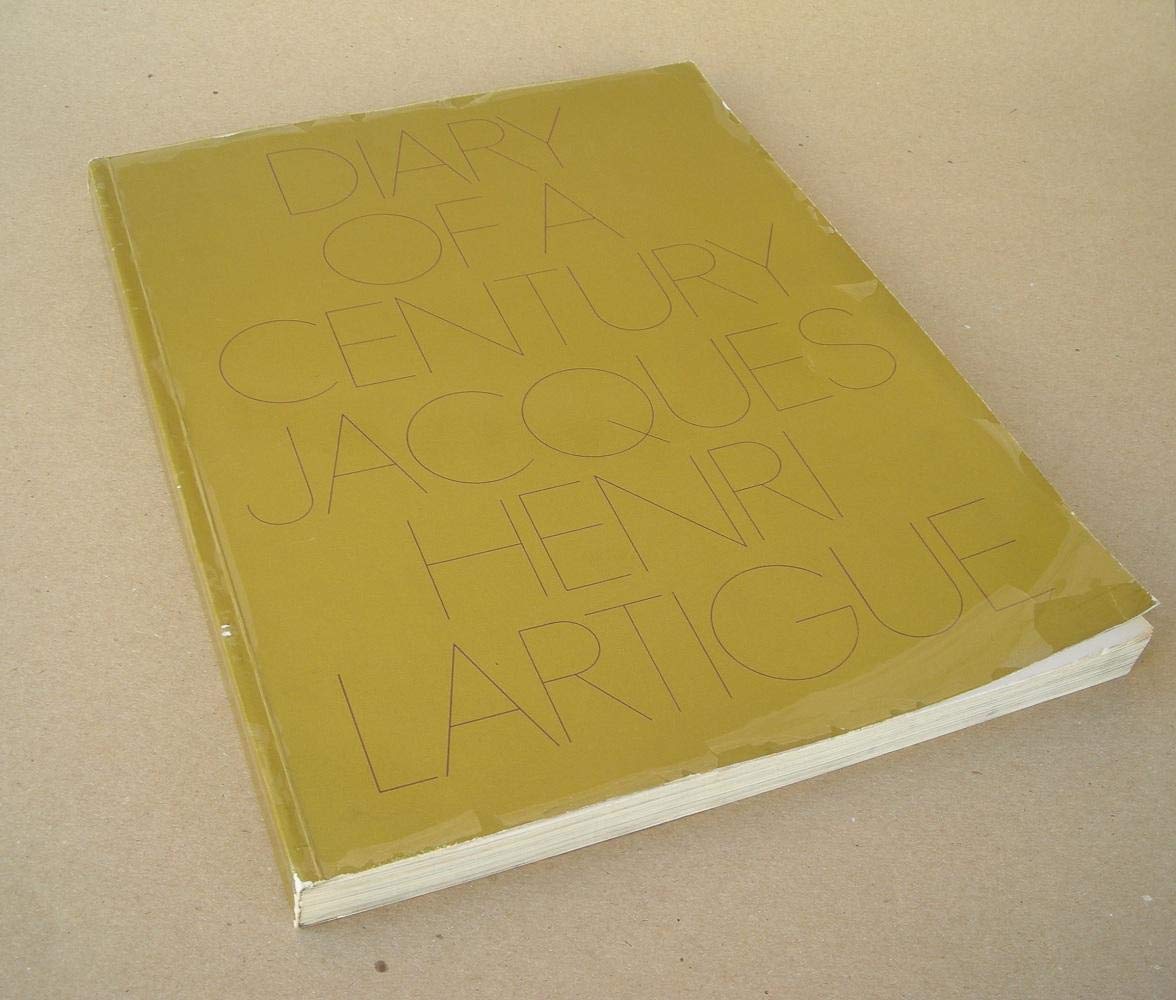 DIARY
OF A
CENTURY
JACQUES
HENRI
LARTIGUE